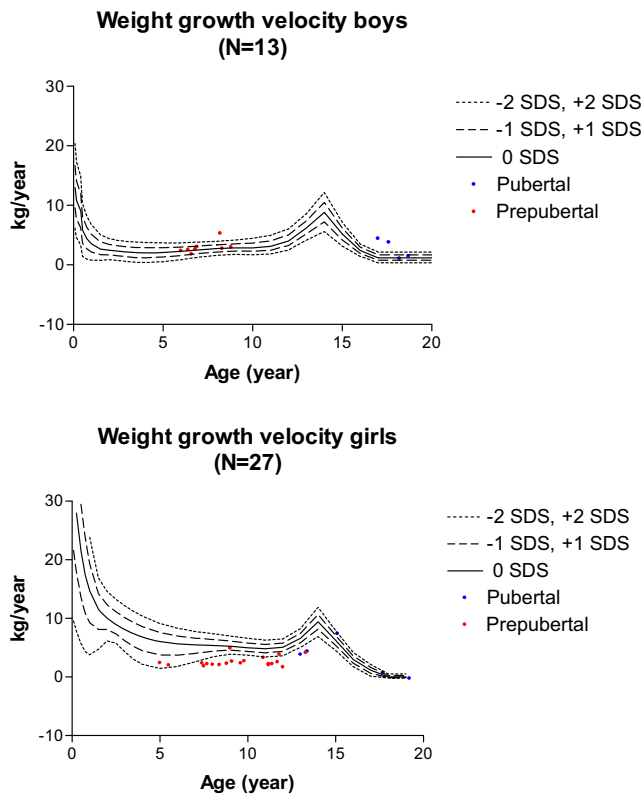 Weight growth velocity boys
(N=13)
30
20
10
0
-10
kg/year
0
5
10
15
20
Age (year)
-2 SDS, +2 SDS
-1 SDS, +1 SDS
0 SDS
Pubertal
Prepubertal
Weight growth velocity girls
(N=27)
30
20
10
0
-10
kg/year
0
5
10
15
20
Age (year)
-2 SDS, +2 SDS
-1 SDS, +1 SDS
0 SDS
Pubertal
Prepubertal